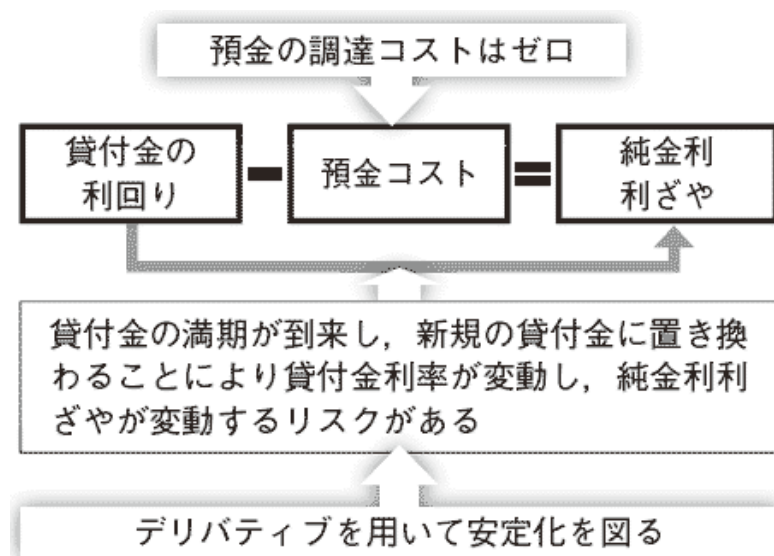 預金の調達コストはゼロ
貸付金の
利回り
預金コスト
純金利
利ざや
貸付金の満期が到来し，新規の貸付金に置き換
わることにより貸付金利率が変動し，純金利利
ざやが変動するリスクがある
デリバティブを用いて安定化を図る